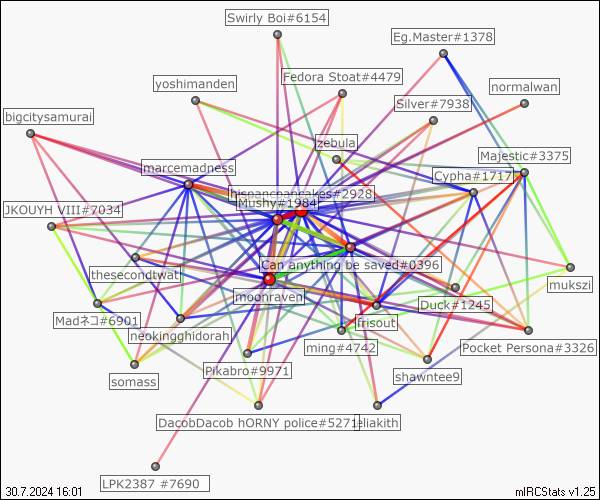 Swirly Boi#6154
Eg.Master#1378
Fedora Stoat#4479
yoshimanden
normalwan
Silver#7938
bigcitysamurai
zebula
Majestic#3375
marcemadness
Cypha#1717
hispancpancakes#2928
Mushy#1984
JKOUYH VIII#7034
Can anything be saved#0396
thesecondtwat
mukszi
moonraven
Duck#1245
frisout
Madネコ#6901
neokingghidorah
ming#4742
Pocket Persona#3326
Pikabro#9971
shawntee9
somass
DacobDacob hORNY police#5271
eliakith
LPK2387 #7690
30.7.2024 16:01
mIRCStats v1.25